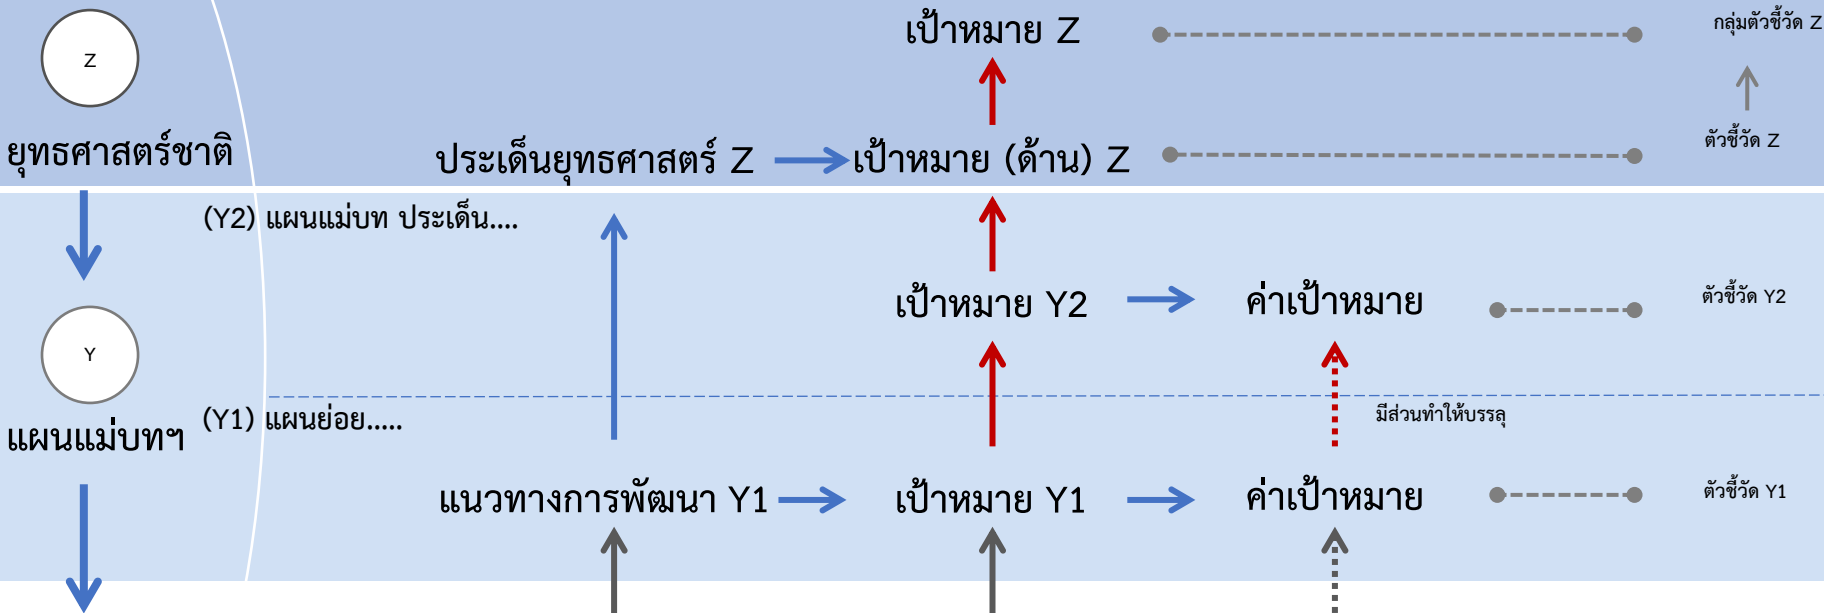 เป้าหมาย Z
กลุ่มตัวชี้วัด Z
Z
ยุทธศาสตร์ชาติ
ประเด็นยุทธศาสตร์ Z
เป้าหมาย (ด้าน) Z
ตัวชี้วัด Z
(Y2) แผนแม่บท ประเด็น....
เป้าหมาย Y2
ค่าเป้าหมาย
ตัวชี้วัด Y2
Y
แผนแม่บทฯ
(Y1) แผนย่อย.....
มีส่วนทำให้บรรลุ
แนวทางการพัฒนา Y1
เป้าหมาย Y1
ค่าเป้าหมาย
ตัวชี้วัด Y1